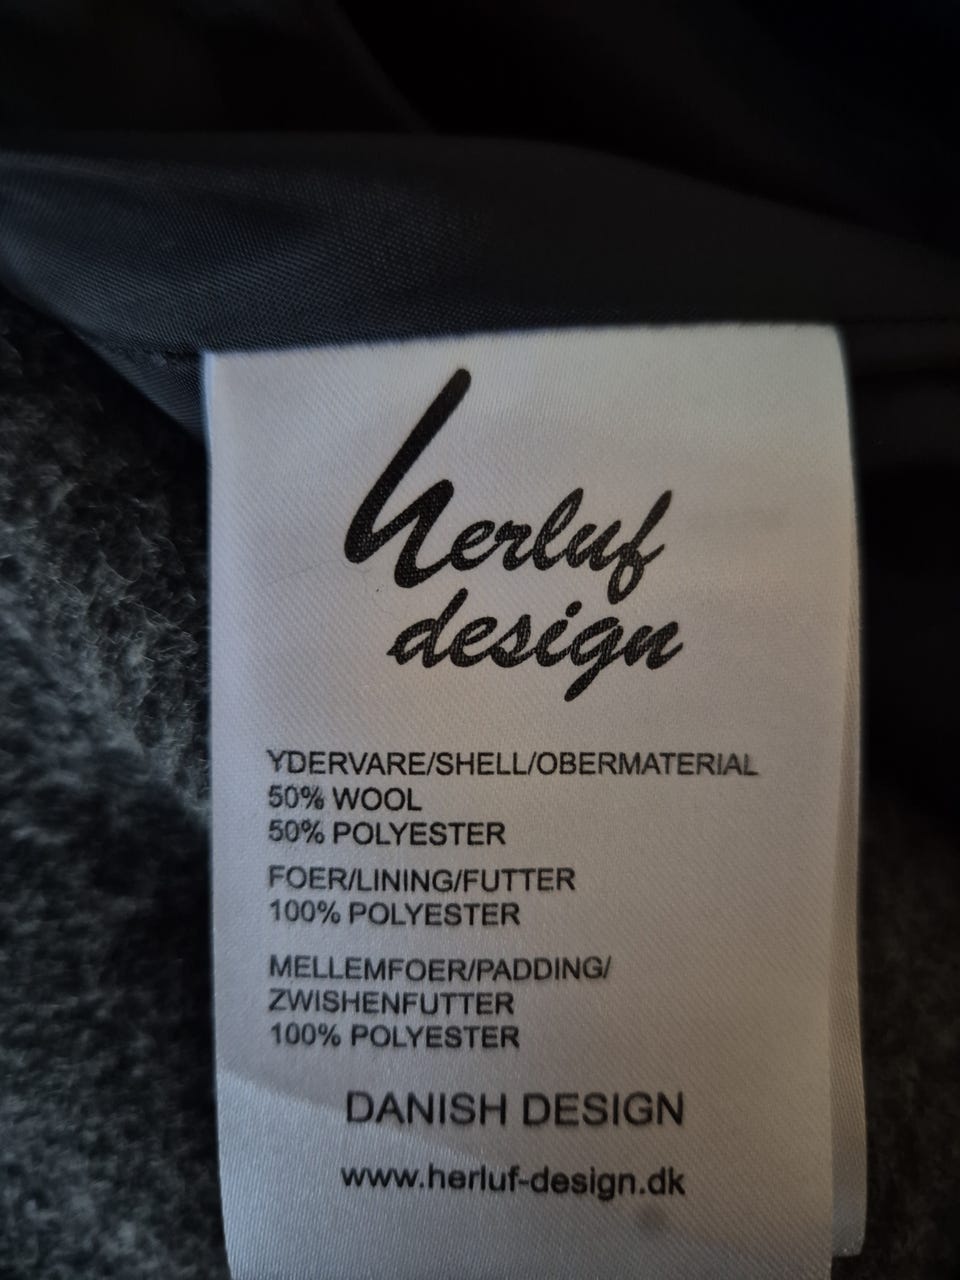 herluf
design
YDERVARE/SHELL/OBERMATERIAL
50% WOOL
50% POLYESTER
FOER/LINING/FUTTER
100% POLYESTER
MELLEMFOER/PADDING/
ZWISHENFUTTER
100% POLYESTER
DANISH DESIGN
www.herluf-design.dk